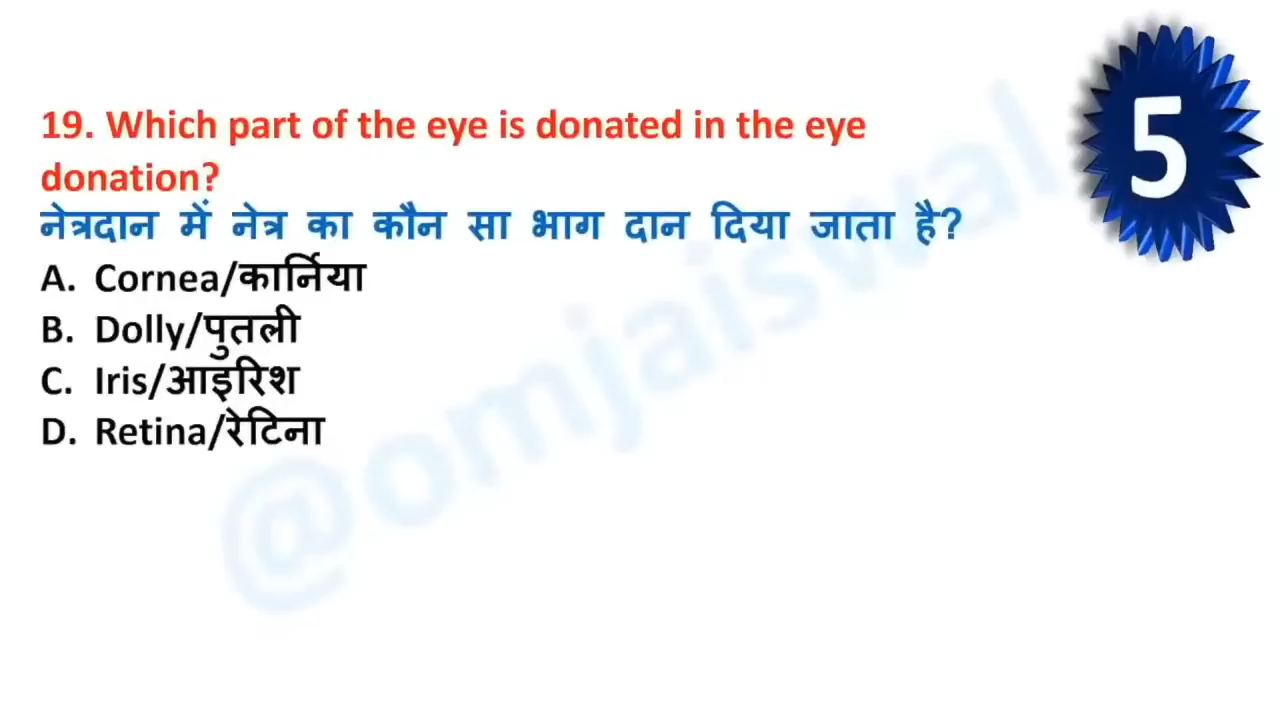 19. Which part of the eye is donated in the eye
donation?
नेत्रदान में नेत्र का कौन सा भाग दान दिया जाता है?
A. Cornea/कार्निया
B. Dolly/पुतली
C. Iris/आइरिश
D. Retina/रेटिना
5
@omjaiswal